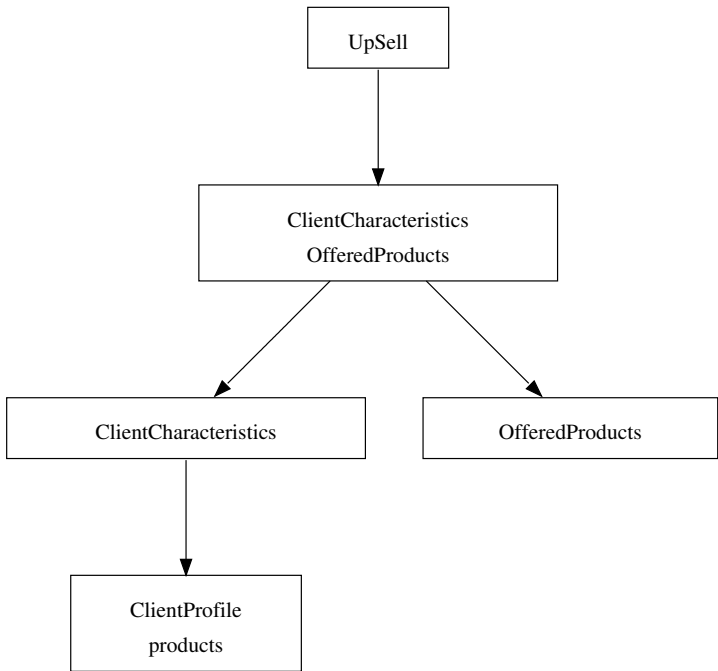 UpSell
ClientCharacteristics
OfferedProducts
ClientCharacteristics
OfferedProducts
ClientProfile
products